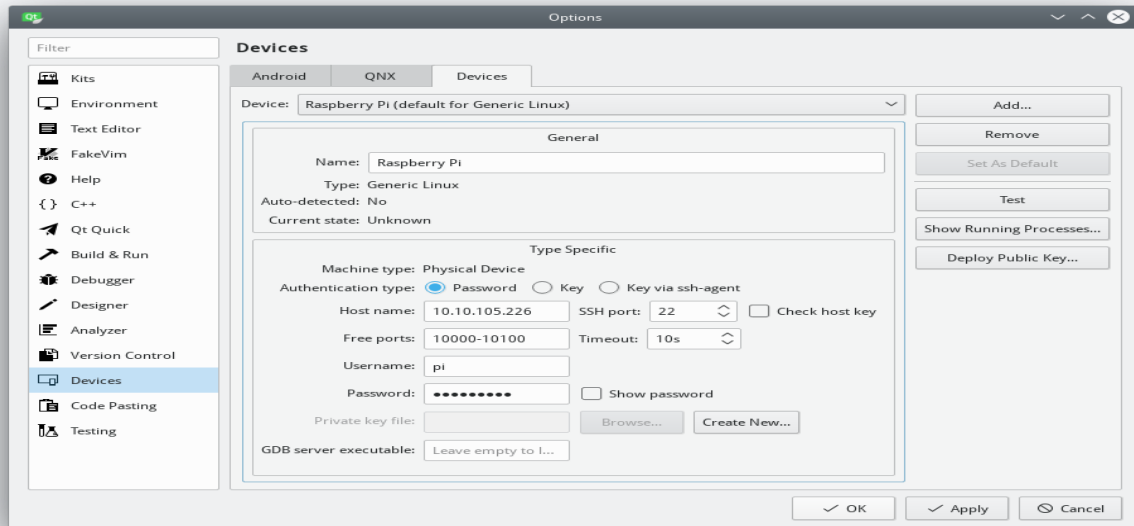 Qt
Options
Filter
Kits
Environment
Text Editor
FakeVim
Help
{} C++
Qt Quick
Build & Run
Debugger
Designer
Analyzer
Version Control
Devices
Code Pasting
Testing
Devices
Android QNX Devices
Device: Raspberry Pi (default for Generic Linux)
General
Name: Raspberry Pi
Type: Generic Linux
Auto-detected: No
Current state: Unknown
Type Specific
Machine type: Physical Device
Authentication type: Password Key Key via ssh-agent
Host name: 10.10.105.226 SSH port: 22 Check host key
Free ports: 10000-10100 Timeout: 10s
Username: pi
Password: ●●●●●●●●● Show password
Private key file: Browse... Create New...
GDB server executable: Leave empty to l...
Add...
Remove
Set As Default
Test
Show Running Processes...
Deploy Public Key...
OK Apply Cancel